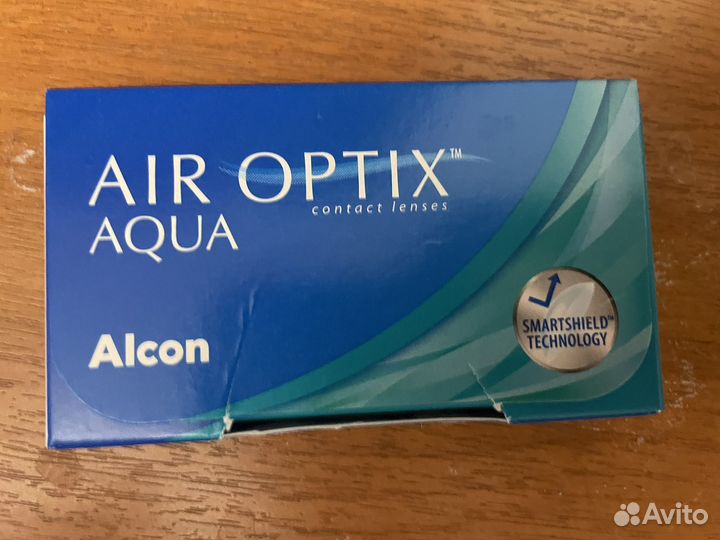 AIR OPTIX™
contact lenses
AQUA
Alcon
SMARTSHIELD™
TECHNOLOGY
Avito